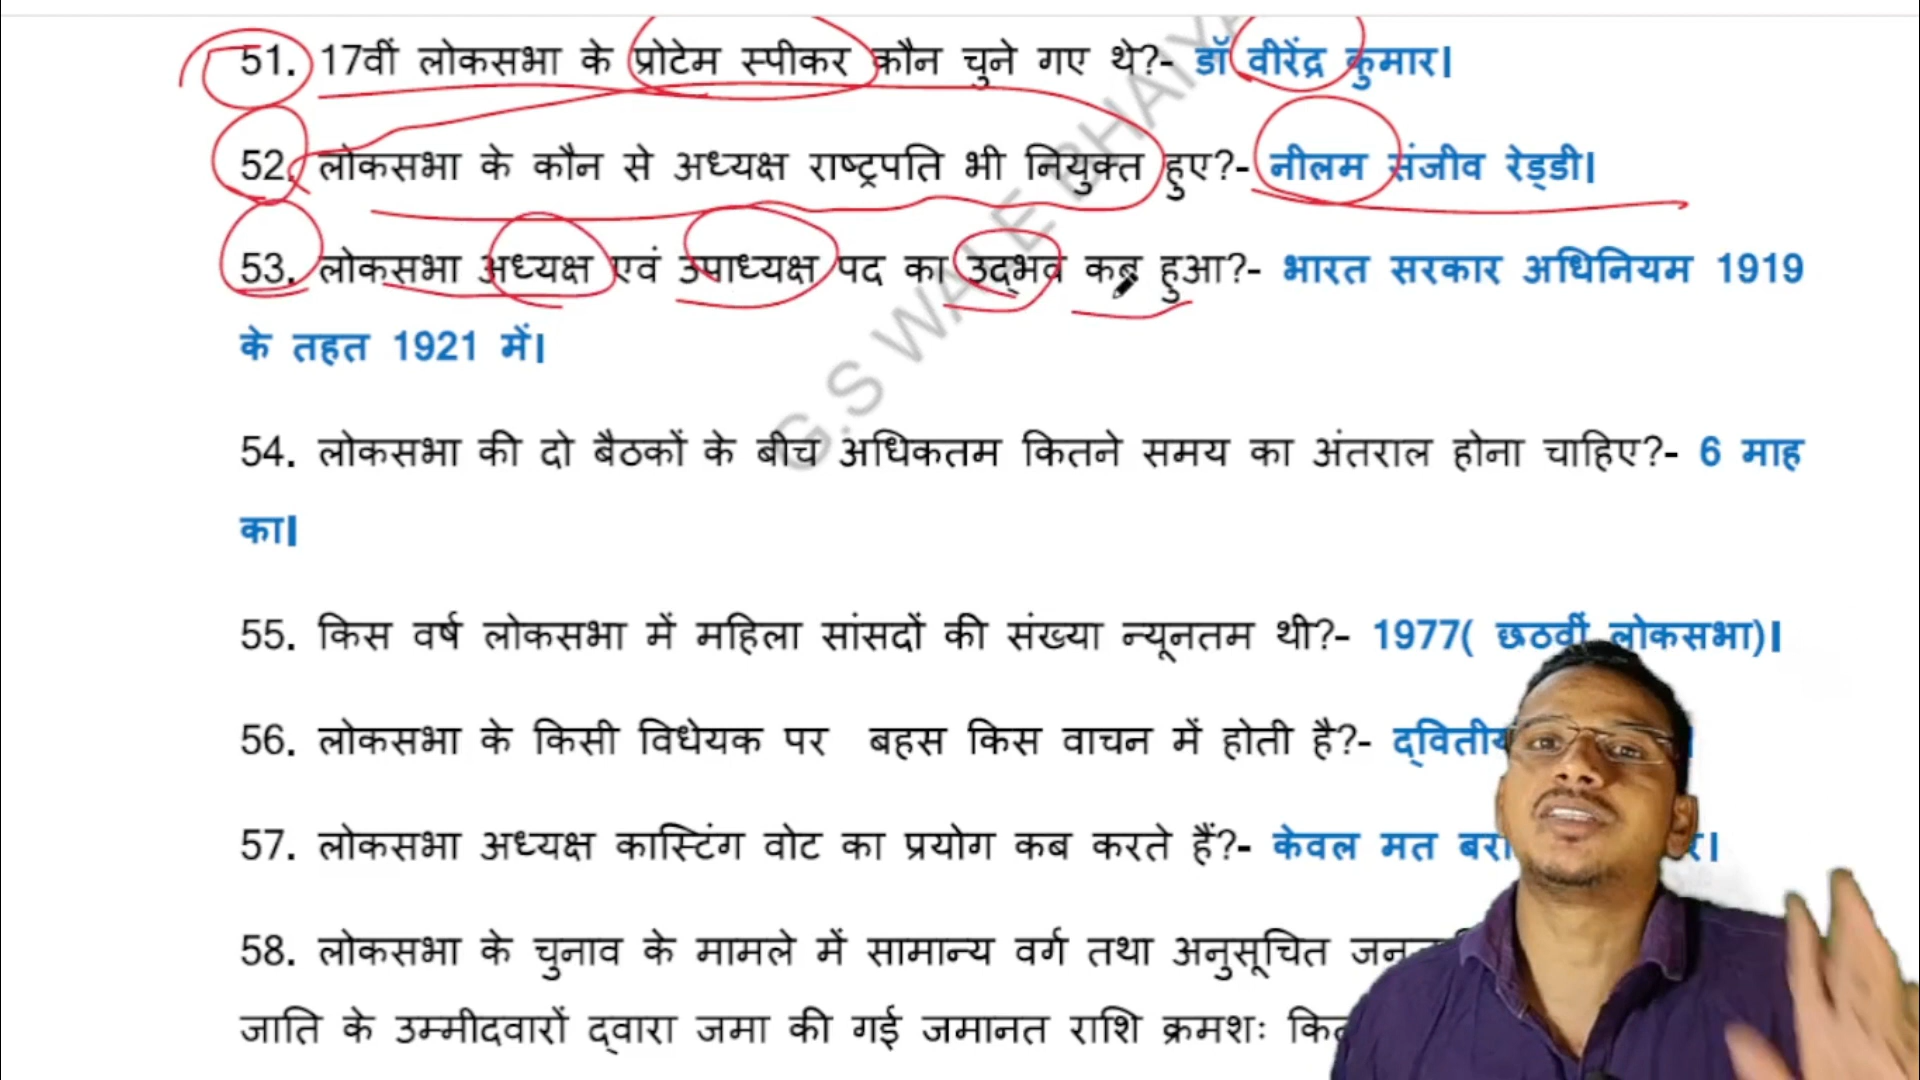 51. 17वीं लोकसभा के प्रोटेम स्पीकर कौन चुने गए थे?- डॉ वीरेंद्र कुमार।
52. लोकसभा के कौन से अध्यक्ष राष्ट्रपति भी नियुक्त हुए?- नीलम संजीव रेड्डी।
53. लोकसभा अध्यक्ष एवं उपाध्यक्ष पद का उद्भव कब हुआ?- भारत सरकार अधिनियम 1919
के तहत 1921 में।
54. लोकसभा की दो बैठकों के बीच अधिकतम कितने समय का अंतराल होना चाहिए?- 6 माह
का।
55. किस वर्ष लोकसभा में महिला सांसदों की संख्या न्यूनतम थी?- 1977( छठवीं लोकसभा)।
56. लोकसभा के किसी विधेयक पर बहस किस वाचन में होती है?-
57. लोकसभा अध्यक्ष कास्टिंग वोट का प्रयोग कब करते हैं?- केवल मत
58. लोकसभा के चुनाव के मामले में सामान्य वर्ग तथा अनुसूचित
जाति के उम्मीदवारों द्वारा जमा की गई जमानत राशि क्रमशः
G.S WALE BHAIYA